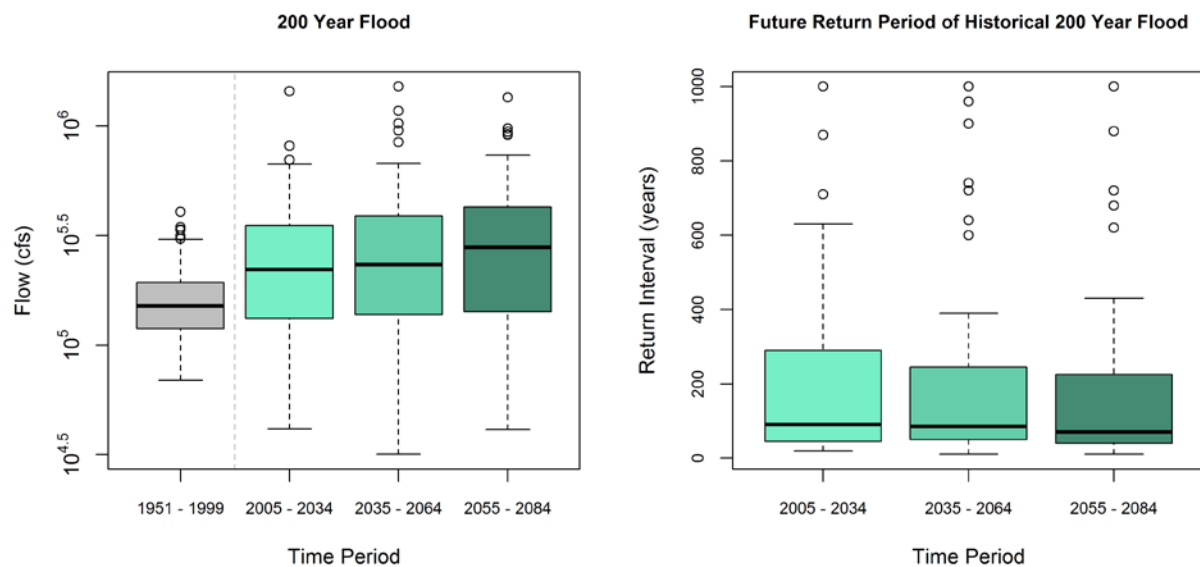 200 Year Flood
Flow (cfs)
10^6
10^5.5
10^5
10^4.5
1951 - 1999
2005 - 2034
2035 - 2064
2055 - 2084
Time Period
Future Return Period of Historical 200 Year Flood
Return Interval (years)
1000
800
600
400
200
0
2005 - 2034
2035 - 2064
2055 - 2084
Time Period